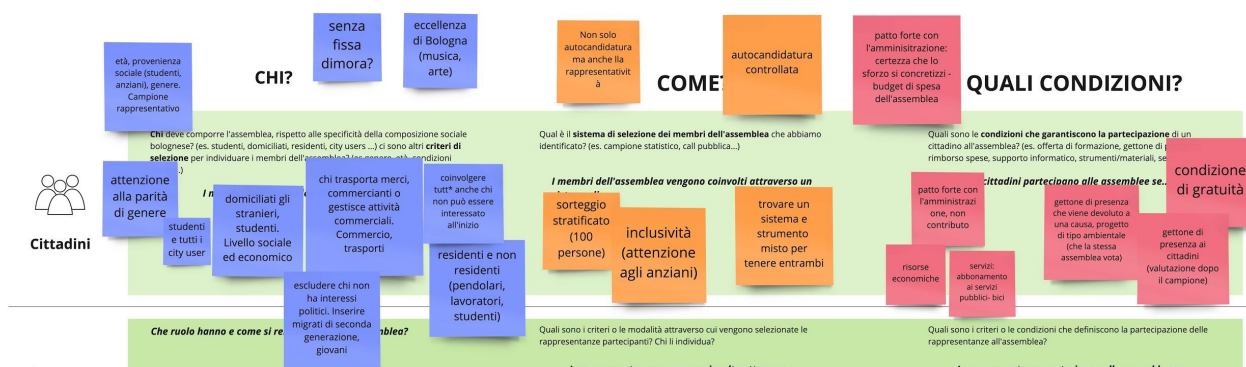 senza
fissa
dimora?
eccellenza
di Bologna
(musica,
arte)
età, provenienza
sociale (studenti,
anziani), genere.
Campione
rappresentativo
CHI?
Non solo
autocandidatura
ma anche lla
rappresentativit
à
autocandidatura
controllata
COME?
patto forte con
l'amminisitrazione:
certezza che lo
sforzo si concretizzi -
budget di spesa
dell'assemblea
QUALI CONDIZIONI?
Chi deve comporre l'assemblea, rispetto alle specificità della composizione sociale
bolognese? (es. studenti, domiciliati, residenti, city users ...) ci sono altri criteri di
selezione per individuare i membri dell'assemblea? (es genere, età, condizioni
Qual è il sistema di selezione dei membri dell'assemblea che abbiamo
identificato? (es. campione statistico, call pubblica...)
I membri dell'assemblea vengono coinvolti attraverso un
Quali sono le condizioni che garantiscono la partecipazione di un
cittadino all'assemblea? (es. offerta di formazione, gettone di
rimborso spese, supporto informatico, strumenti/materiali,
cittadini partecipano alle assemblee se..
Cittadini
attenzione
alla parità
di genere
studenti
e tutti i
city user
domiciliati gli
stranieri,
studenti.
Livello sociale
ed economico
chi trasporta merci,
commercianti o
gestisce attività
commerciali.
Commercio,
trasporti
coinvolgere
tutt* anche chi
non può essere
interessato
all'inizio
residenti e non
residenti
(pendolari,
lavoratori,
studenti)
escludere chi non
ha interessi
politici. Inserire
migrati di seconda
generazione,
giovani
sorteggio
stratificato
(100
persone)
inclusività
(attenzione
agli anziani)
trovare un
sistema e
strumento
misto per
tenere entrambi
patto forte con
l'amministrazi
one, non
contributo
risorse
economiche
servizi:
abbonamento
ai servizi
pubblici- bici
gettone di presenza
che viene devoluto a
una causa, progetto
di tipo ambientale
(che la stessa
assemblea vota)
condizione
di gratuità
gettone di
presenza ai
cittadini
(valutazione dopo
il campione)
Che ruolo hanno e come si
Quali sono i criteri o le modalità attraverso cui vengono selezionate le
rappresentanze partecipanti? Chi li individua?
Quali sono i criteri o le condizioni che definiscono la partecipazione delle
rappresentanze all'assemblea?